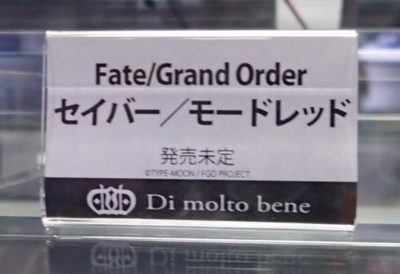 Fate/Grand Order
セイバー／モードレッド
発売未定
©TYPE-MOON / FGO PROJECT
Di molto bene